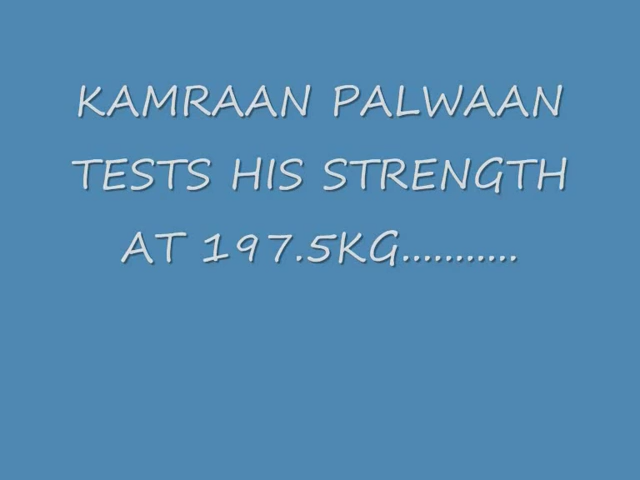 KAMRAAN PALWAAN
TESTS HIS STRENGTH
AT 197.5KG...........